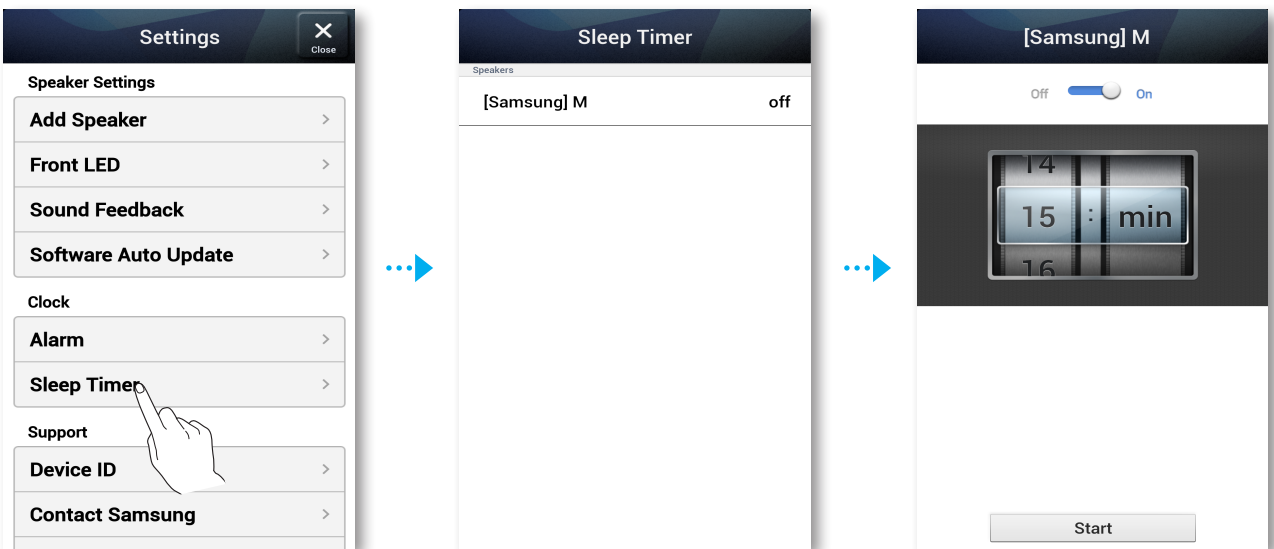 Settings
Close
Speaker Settings
Add Speaker
Front LED
Sound Feedback
Software Auto Update
Clock
Alarm
Sleep Timer
Support
Device ID
Contact Samsung
Sleep Timer
Speakers
[Samsung] M off
[Samsung] M
Off On
14
15 : min
16
Start